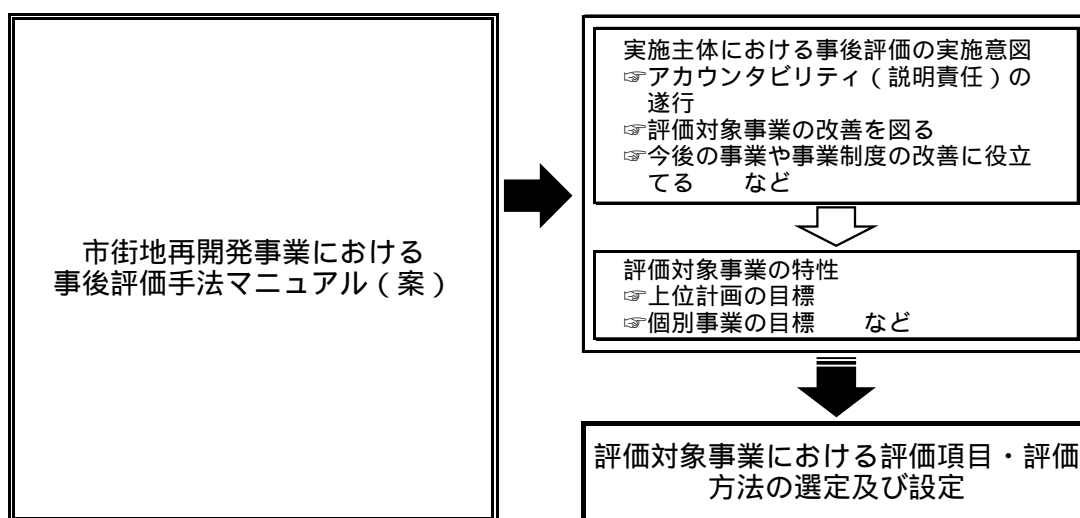 市街地再開発事業における
事後評価手法マニュアル（案）
実施主体における事後評価の実施意図
☞アカウンタビリティ（説明責任）の
遂行
☞評価対象事業の改善を図る
☞今後の事業や事業制度の改善に役立
てる　　など
評価対象事業の特性
☞上位計画の目標
☞個別事業の目標　　など
評価対象事業における評価項目・評価
方法の選定及び設定